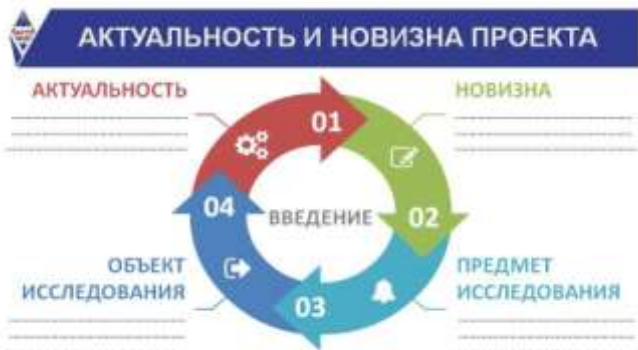 АКТУАЛЬНОСТЬ И НОВИЗНА ПРОЕКТА
АКТУАЛЬНОСТЬ
НОВИЗНА
01
02
03
04
ВВЕДЕНИЕ
ОБЪЕКТ
ИССЛЕДОВАНИЯ
ПРЕДМЕТ
ИССЛЕДОВАНИЯ